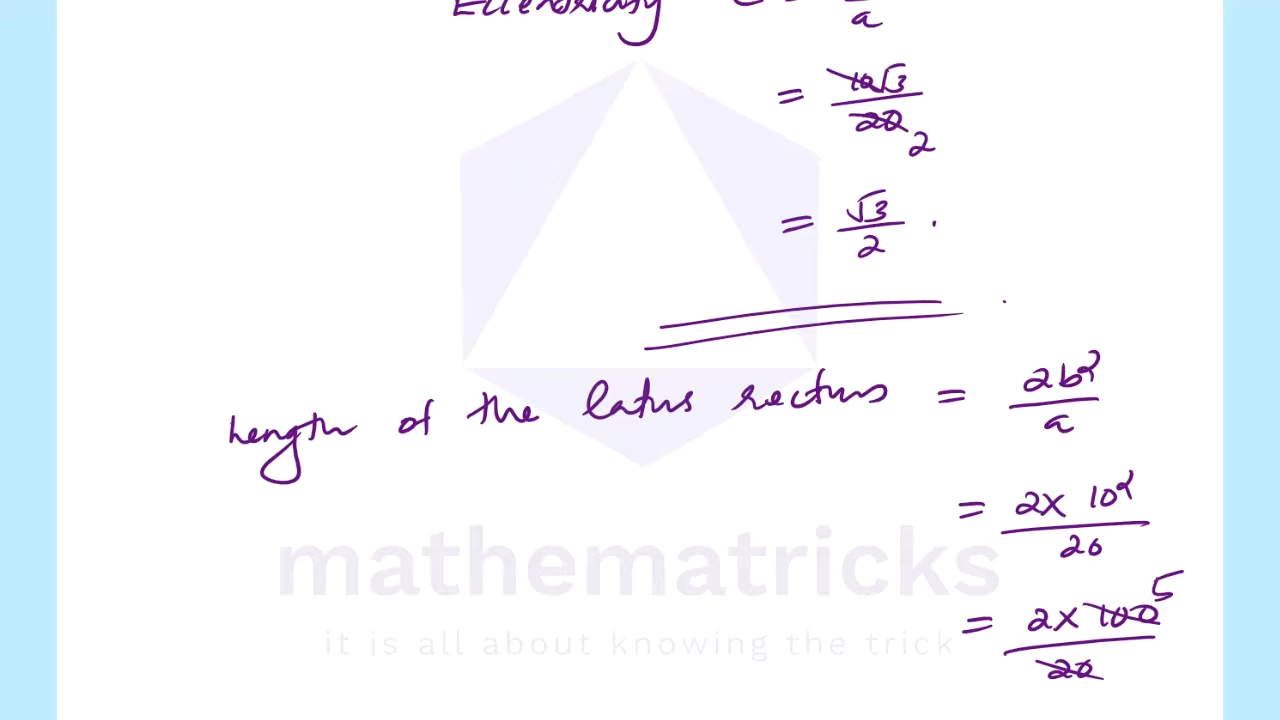 Eccentricity e = c/a
= 10√3/20 2
= √3/2 .
Length of the latus rectum = 2b²/a
= 2x 10²/20
= 2x 100 5/20
mathematricks
it is all about knowing the trick